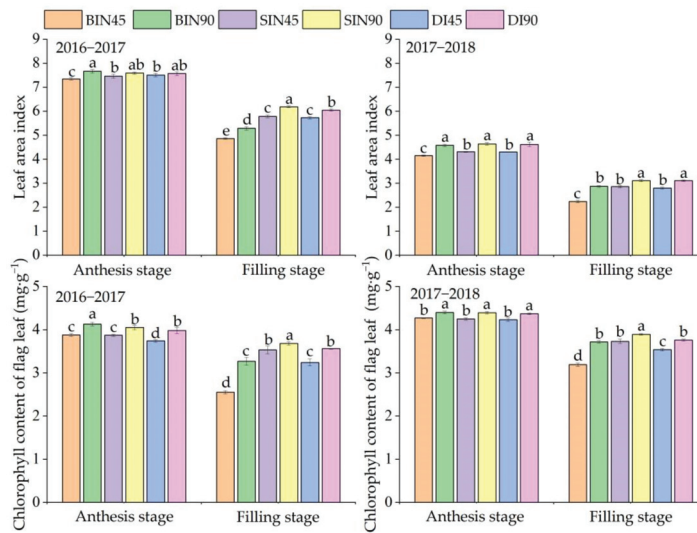 BIN45 BIN90 SIN45 SIN90 DI45 DI90
2016–2017
Leaf area index
9
8
7
6
5
4
3
2
1
0
c a b ab b ab
e d c a c b
Anthesis stage Filling stage
2017–2018
Leaf area index
9
8
7
6
5
4
3
2
1
0
c a b a b a
c b b a b a
Anthesis stage Filling stage
2016–2017
Chlorophyll content of flag leaf (mg·g⁻¹)
5
4
3
2
1
0
c a c b d b
d c b a c b
Anthesis stage Filling stage
2017–2018
Chlorophyll content of flag leaf (mg·g⁻¹)
5
4
3
2
1
0
b a b a b a
d b b a c b
Anthesis stage Filling stage